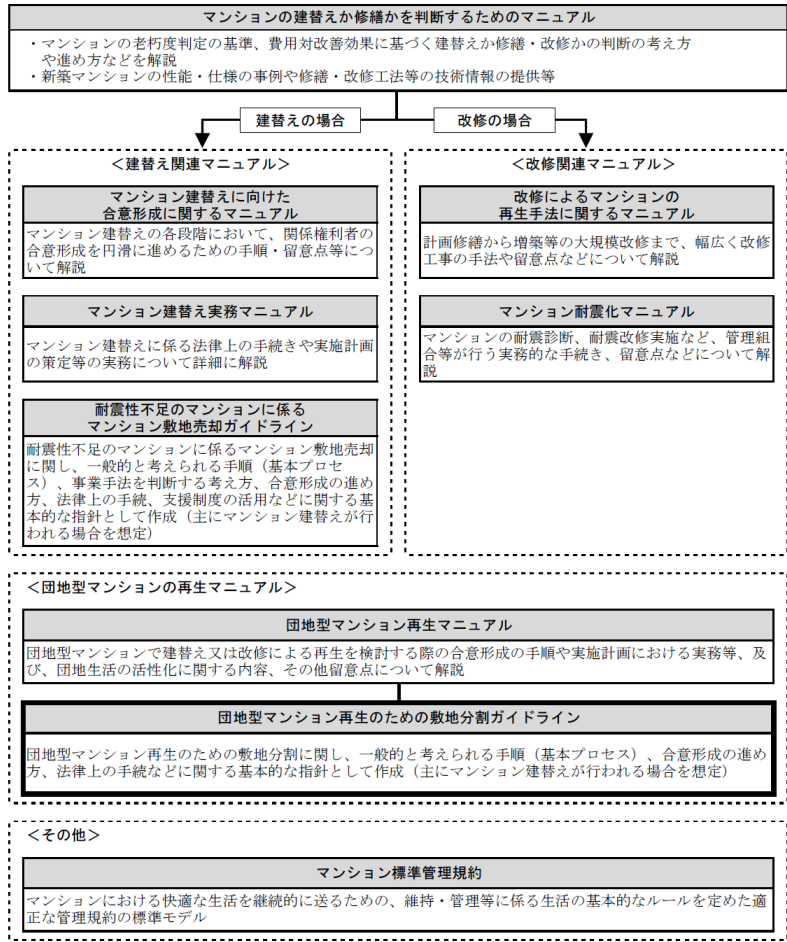 マンションの建替えか修繕かを判断するためのマニュアル
・マンションの老朽度判定の基準、費用対改善効果に基づく建替えか修繕・改修かの判断の考え方
や進め方などを解説
・新築マンションの性能・仕様の事例や修繕・改修工法等の技術情報の提供等
建替えの場合
改修の場合
＜建替え関連マニュアル＞
マンション建替えに向けた
合意形成に関するマニュアル
マンション建替えの各段階において、関係権利者の
合意形成を円滑に進めるための手順・留意点等につ
いて解説
マンション建替え実務マニュアル
マンション建替えに係る法律上の手続きや実施計画
の策定等の実務について詳細に解説
耐震性不足のマンションに係る
マンション敷地売却ガイドライン
耐震性不足のマンションに係るマンション敷地売却
に関し、一般的と考えられる手順（基本プロセ
ス）、事業手法を判断する考え方、合意形成の進め
方、法律上の手続、支援制度の活用などに関する基
本的な指針として作成（主にマンション建替えが行
われる場合を想定）
＜改修関連マニュアル＞
改修によるマンションの
再生手法に関するマニュアル
計画修繕から増築等の大規模改修まで、幅広く改修
工事の手法や留意点などについて解説
マンション耐震化マニュアル
マンションの耐震診断、耐震改修実施など、管理組
合等が行う実務的な手続き、留意点などについて解
説
＜団地型マンションの再生マニュアル＞
団地型マンション再生マニュアル
団地型マンションで建替え又は改修による再生を検討する際の合意形成の手順や実施計画における実務等、及
び、団地生活の活性化に関する内容、その他留意点について解説
団地型マンション再生のための敷地分割ガイドライン
団地型マンション再生のための敷地分割に関し、一般的と考えられる手順（基本プロセス）、合意形成の進め
方、法律上の手続などに関する基本的な指針として作成（主にマンション建替えが行われる場合を想定）
＜その他＞
マンション標準管理規約
マンションにおける快適な生活を継続的に送るための、維持・管理等に係る生活の基本的なルールを定めた適
正な管理規約の標準モデル